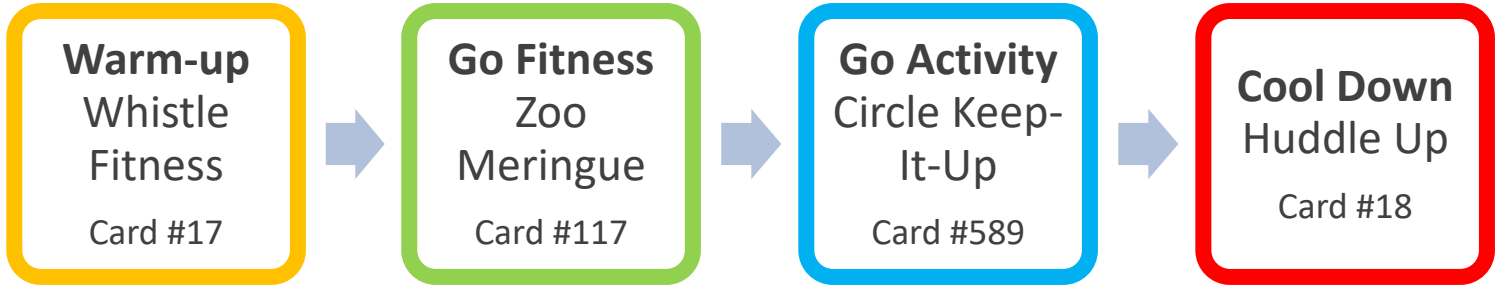 Warm-up
Whistle
Fitness
Card #17
Go Fitness
Zoo
Meringue
Card #117
Go Activity
Circle Keep-
It-Up
Card #589
Cool Down
Huddle Up
Card #18